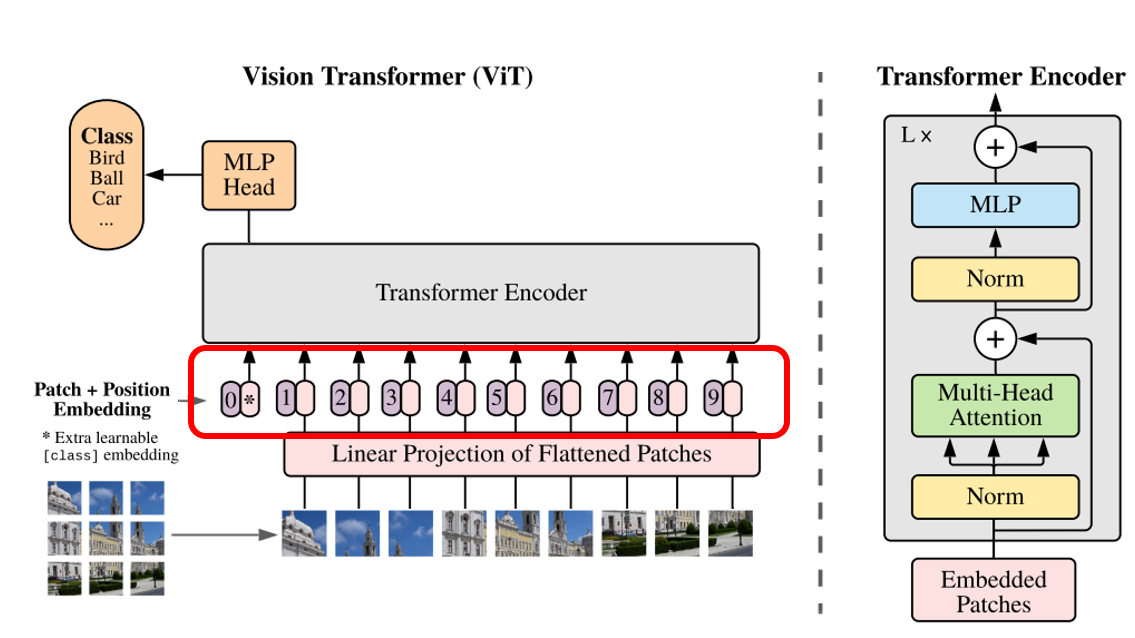 Vision Transformer (ViT)
Class
Bird
Ball
Car
...
MLP
Head
Transformer Encoder
Patch + Position
Embedding
0 * 1 2 3 4 5 6 7 8 9
* Extra learnable
[class] embedding
Linear Projection of Flattened Patches
Transformer Encoder
L x
+
MLP
Norm
+
Multi-Head
Attention
Norm
Embedded
Patches